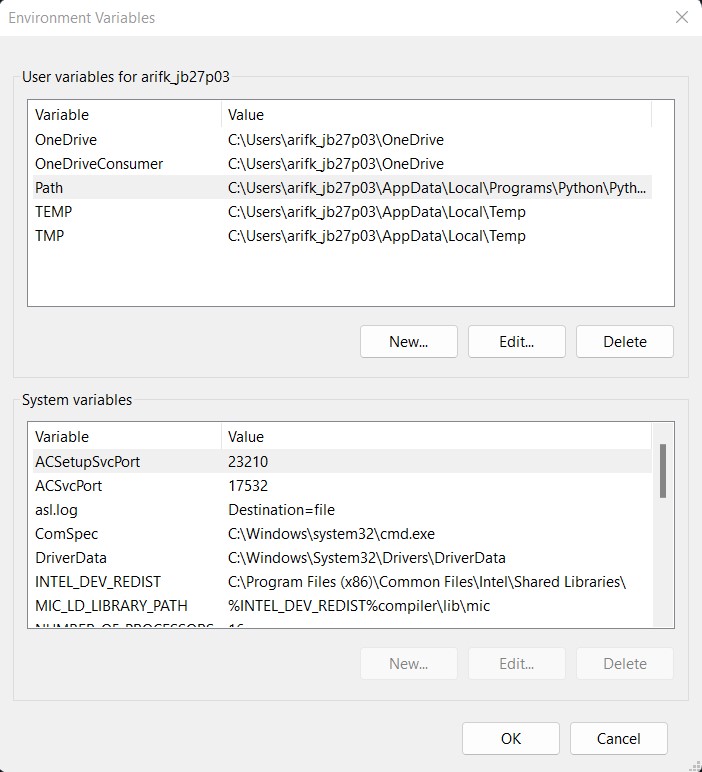 Environment Variables
User variables for arifk_jb27p03
Variable Value
OneDrive C:\Users\arifk_jb27p03\OneDrive
OneDriveConsumer C:\Users\arifk_jb27p03\OneDrive
Path C:\Users\arifk_jb27p03\AppData\Local\Programs\Python\Pyth...
TEMP C:\Users\arifk_jb27p03\AppData\Local\Temp
TMP C:\Users\arifk_jb27p03\AppData\Local\Temp
New... Edit... Delete
System variables
Variable Value
ACSetupSvcPort 23210
ACSvcPort 17532
asl.log Destination=file
ComSpec C:\Windows\system32\cmd.exe
DriverData C:\Windows\System32\Drivers\DriverData
INTEL_DEV_REDIST C:\Program Files (x86)\Common Files\Intel\Shared Libraries\
MIC_LD_LIBRARY_PATH %INTEL_DEV_REDIST%compiler\lib\mic
NUMBER_OF_PROCESSORS 16
New... Edit... Delete
OK Cancel